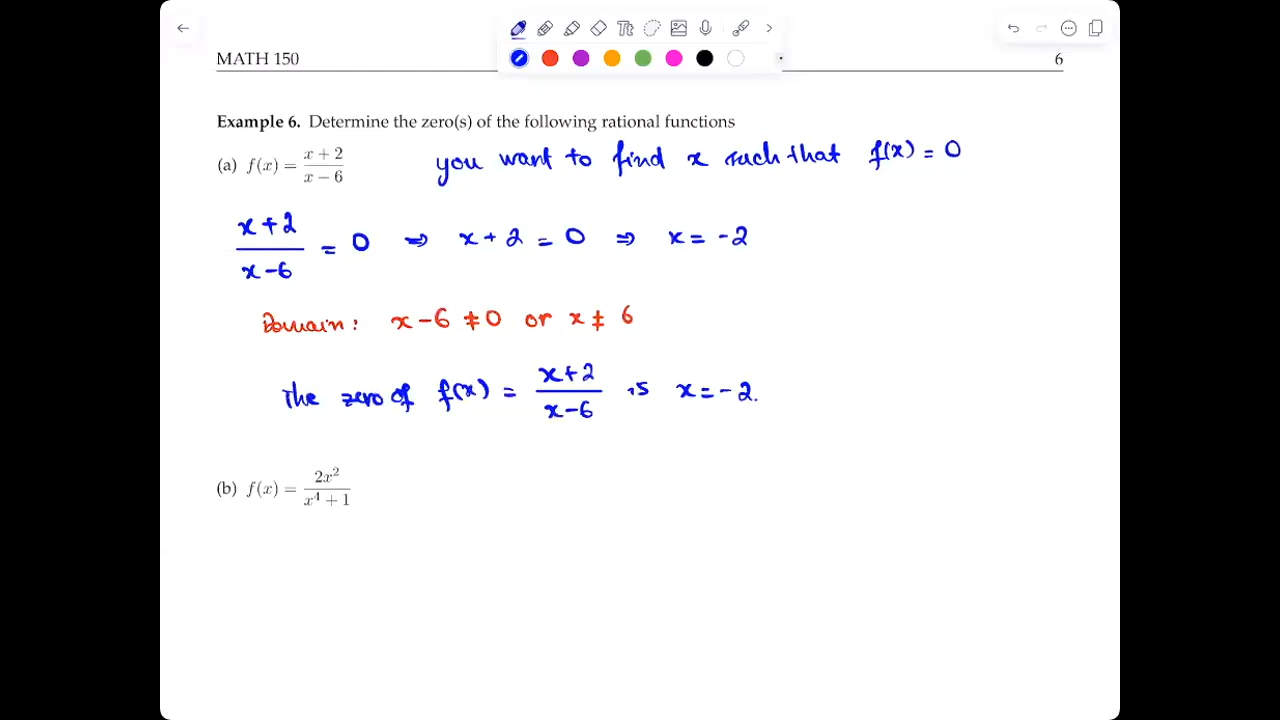 MATH 150 6
Example 6. Determine the zero(s) of the following rational functions
(a) f(x) = (x + 2)/(x − 6) you want to find x such that f(x) = 0
(x+2)/(x−6) = 0 ⇒ x + 2 = 0 ⇒ x = −2
Domain: x − 6 ≠ 0 or x ≠ 6
The zero of f(x) = (x+2)/(x−6) is x = −2.
(b) f(x) = 2x²/(x⁴ + 1)